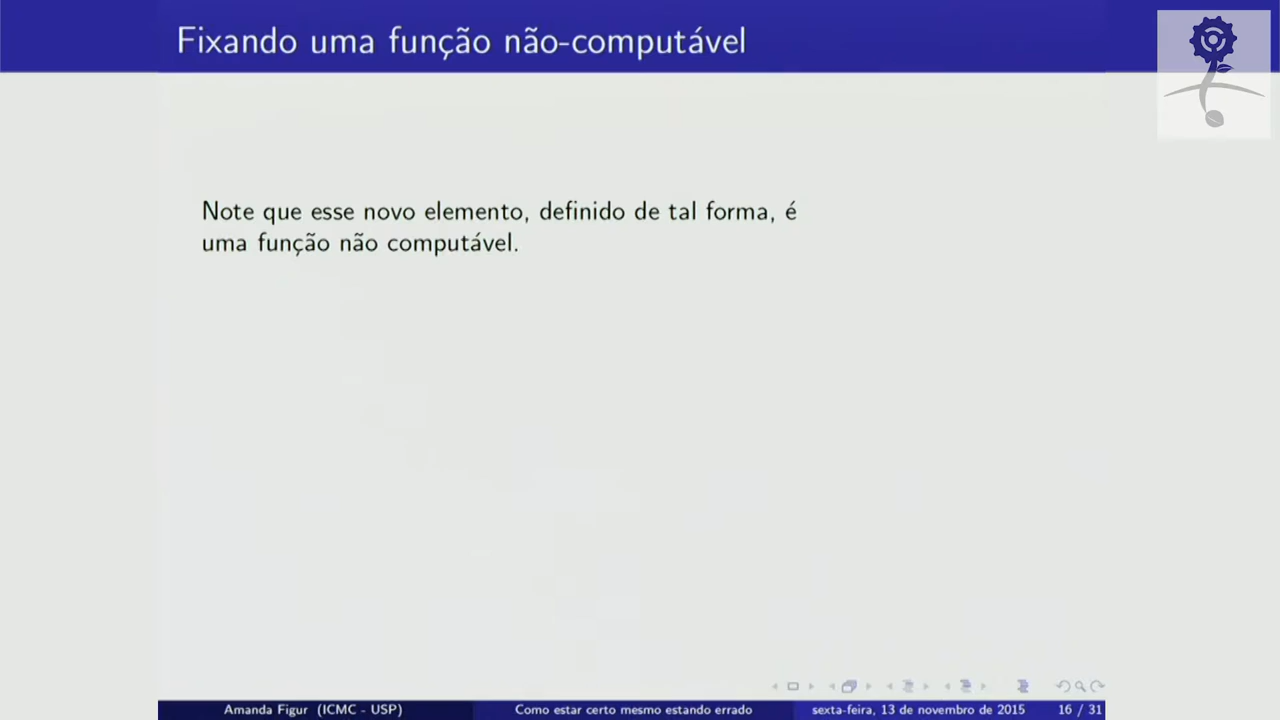 Fixando uma função não-computável
Note que esse novo elemento, definido de tal forma, é
uma função não computável.
Amanda Figur (ICMC - USP)
Como estar certo mesmo estando errado
sexta-feira, 13 de novembro de 2015
16 / 31